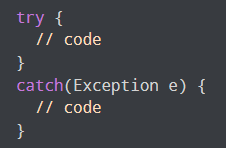 try {
  // code
}
catch(Exception e) {
  // code
}